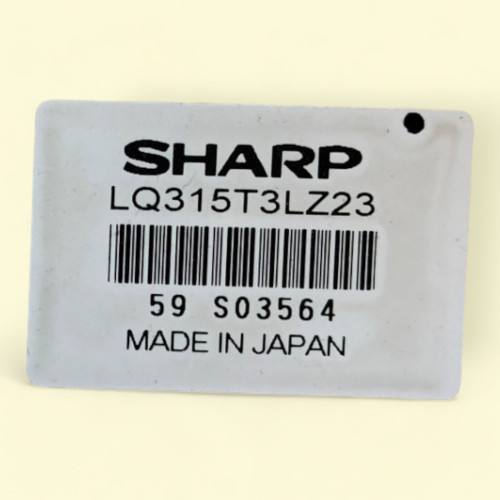 SHARP
LQ315T3LZ23
59 S03564
MADE IN JAPAN